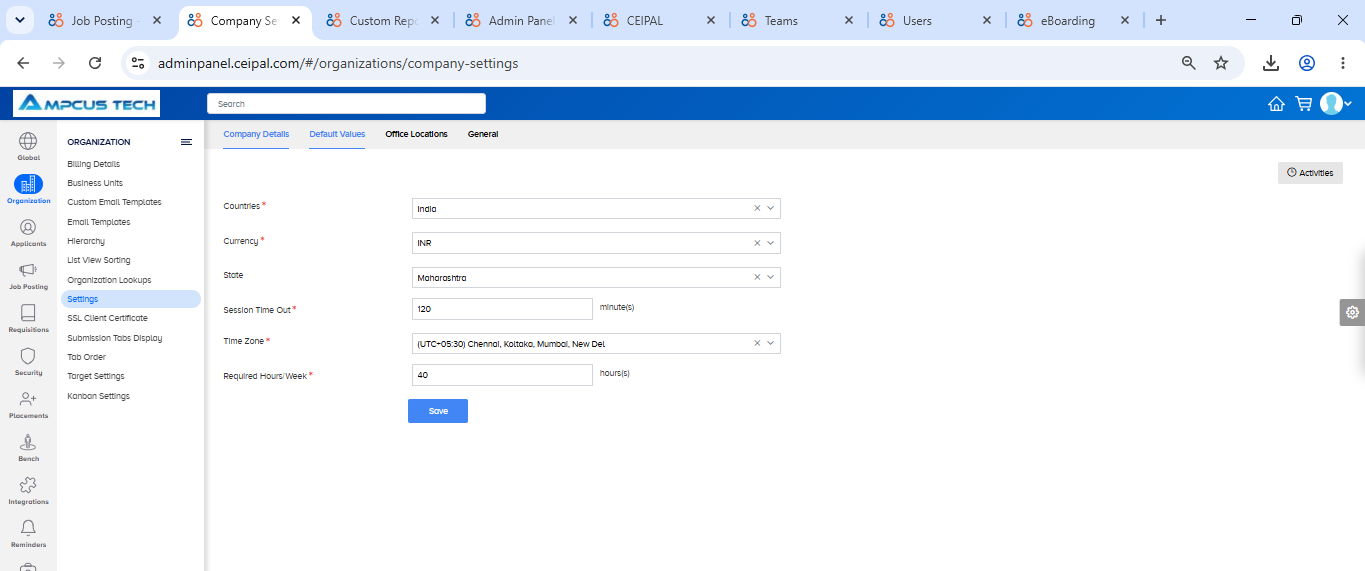 Job Posting -
Company Se
Custom Repo
Admin Panel
CEIPAL
Teams
Users
eBoarding
adminpanel.ceipal.com/#/organizations/company-settings
AMPCUS TECH
Search
Global
Organization
Applicants
Job Posting
Requisitions
Security
Placements
Bench
Integrations
Reminders
ORGANIZATION
Billing Details
Business Units
Custom Email Templates
Email Templates
Hierarchy
List View Sorting
Organization Lookups
Settings
SSL Client Certificate
Submission Tabs Display
Tab Order
Target Settings
Kanban Settings
Company Details Default Values Office Locations General
Activities
Countries * India
Currency * INR
State Maharashtra
Session Time Out * 120 minute(s)
Time Zone * (UTC+05:30) Chennai, Koltaka, Mumbai, New Del
Required Hours/Week * 40 hours(s)
Save